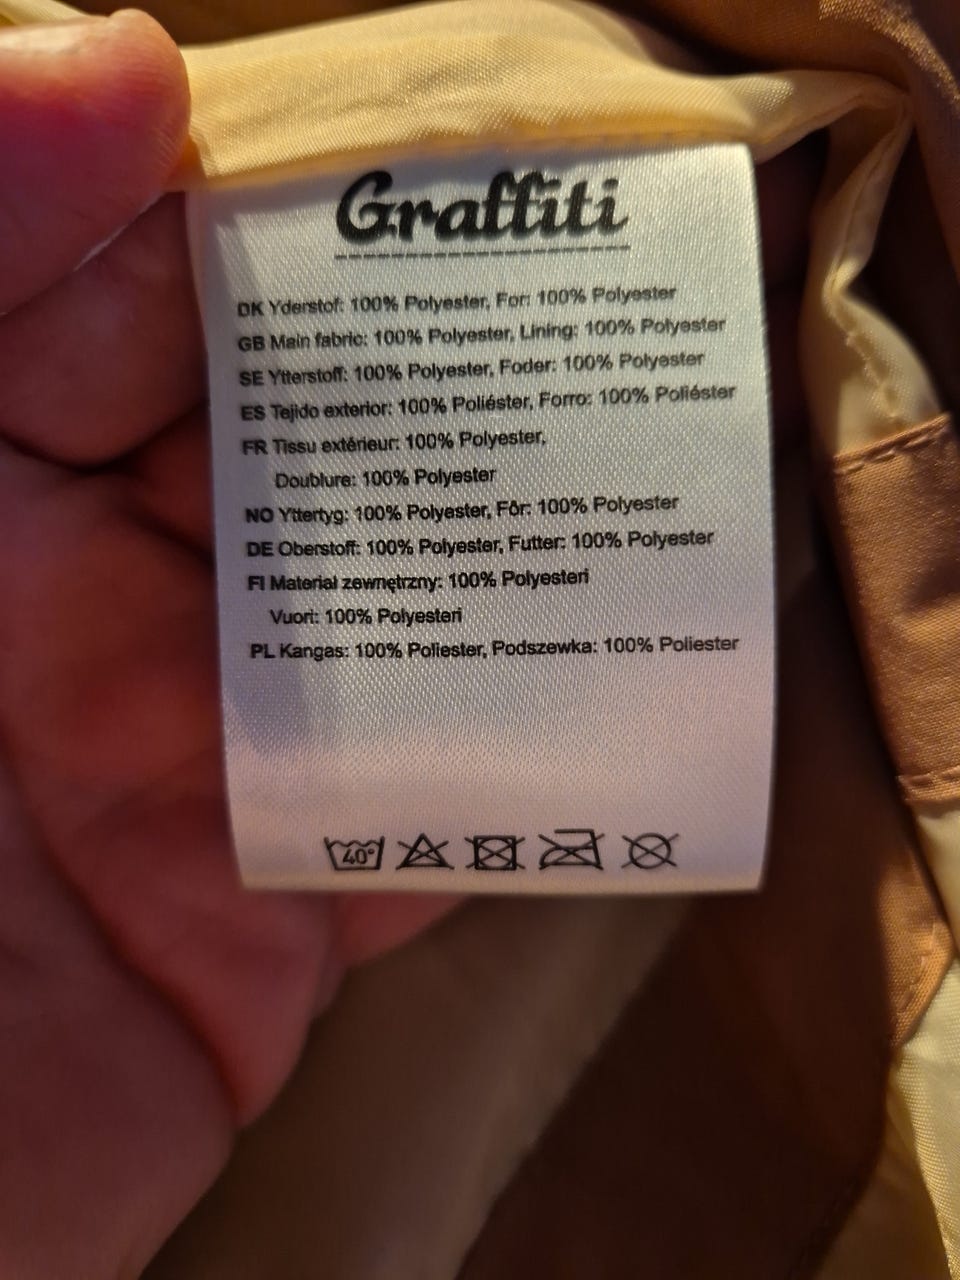 Graffiti
DK Yderstof: 100% Polyester, For: 100% Polyester
GB Main fabric: 100% Polyester, Lining: 100% Polyester
SE Ytterstoff: 100% Polyester, Foder: 100% Polyester
ES Tejido exterior: 100% Poliéster, Forro: 100% Poliéster
FR Tissu extérieur: 100% Polyester,
Doublure: 100% Polyester
NO Yttertyg: 100% Polyester, Fôr: 100% Polyester
DE Oberstoff: 100% Polyester, Futter: 100% Polyester
FI Materiał zewnętrzny: 100% Polyesteri
Vuori: 100% Polyesteri
PL Kangas: 100% Poliester, Podszewka: 100% Poliester
40°